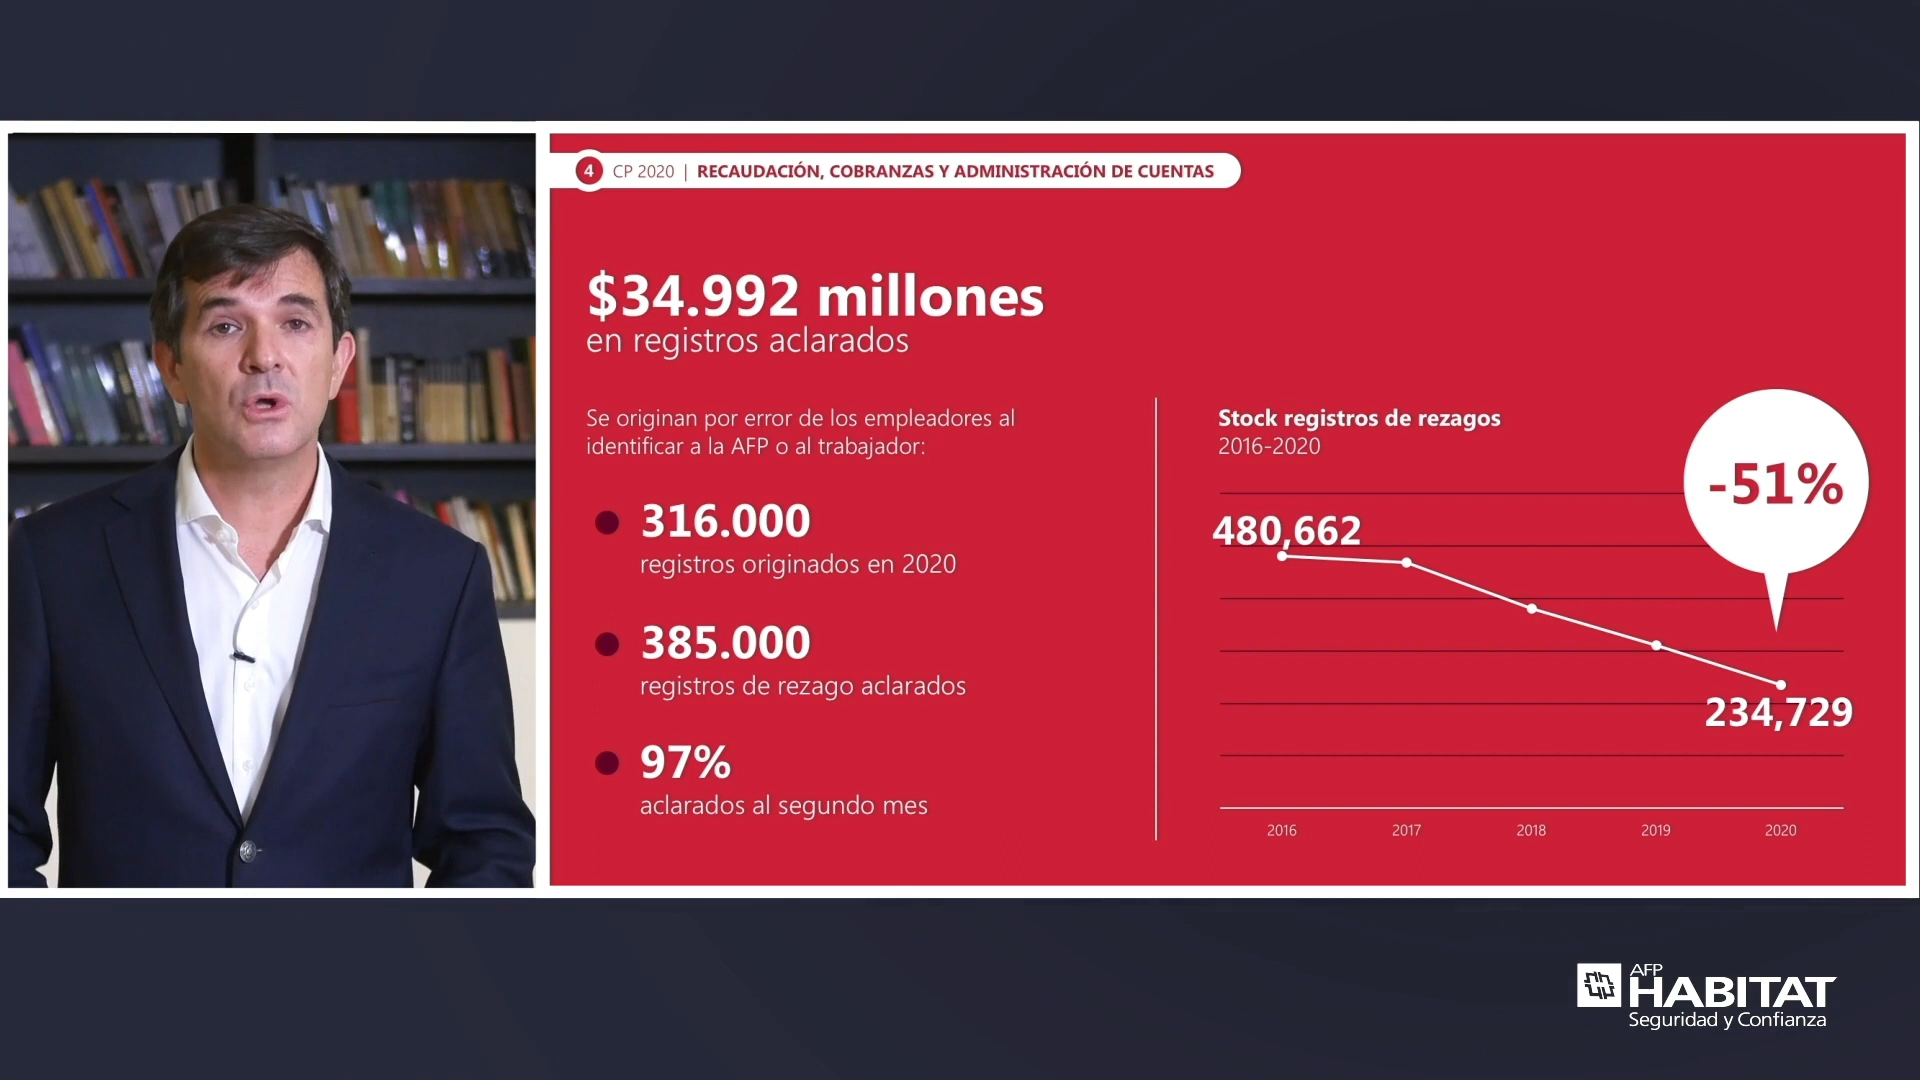 4 CP 2020 | RECAUDACIÓN, COBRANZAS Y ADMINISTRACIÓN DE CUENTAS
$34.992 millones
en registros aclarados
Se originan por error de los empleadores al
identificar a la AFP o al trabajador:
316.000
registros originados en 2020
385.000
registros de rezago aclarados
97%
aclarados al segundo mes
Stock registros de rezagos
2016-2020
-51%
480,662
234,729
2016 2017 2018 2019 2020
AFP
HABITAT
Seguridad y Confianza